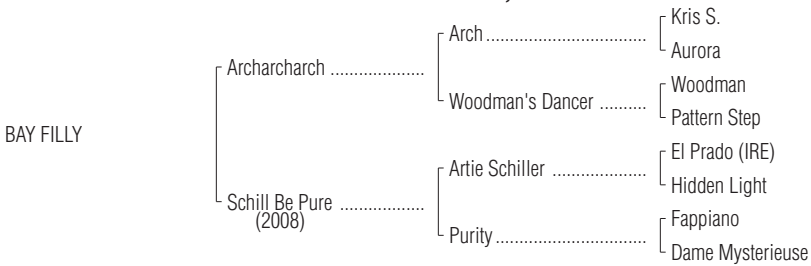 Kris S.
Arch ................................
Aurora
Archarcharch ....................
Woodman
Woodman's Dancer ..........
Pattern Step
BAY FILLY
El Prado (IRE)
Artie Schiller ....................
Hidden Light
Schill Be Pure ..................
(2008)
Fappiano
Purity ................................
Dame Mysterieuse